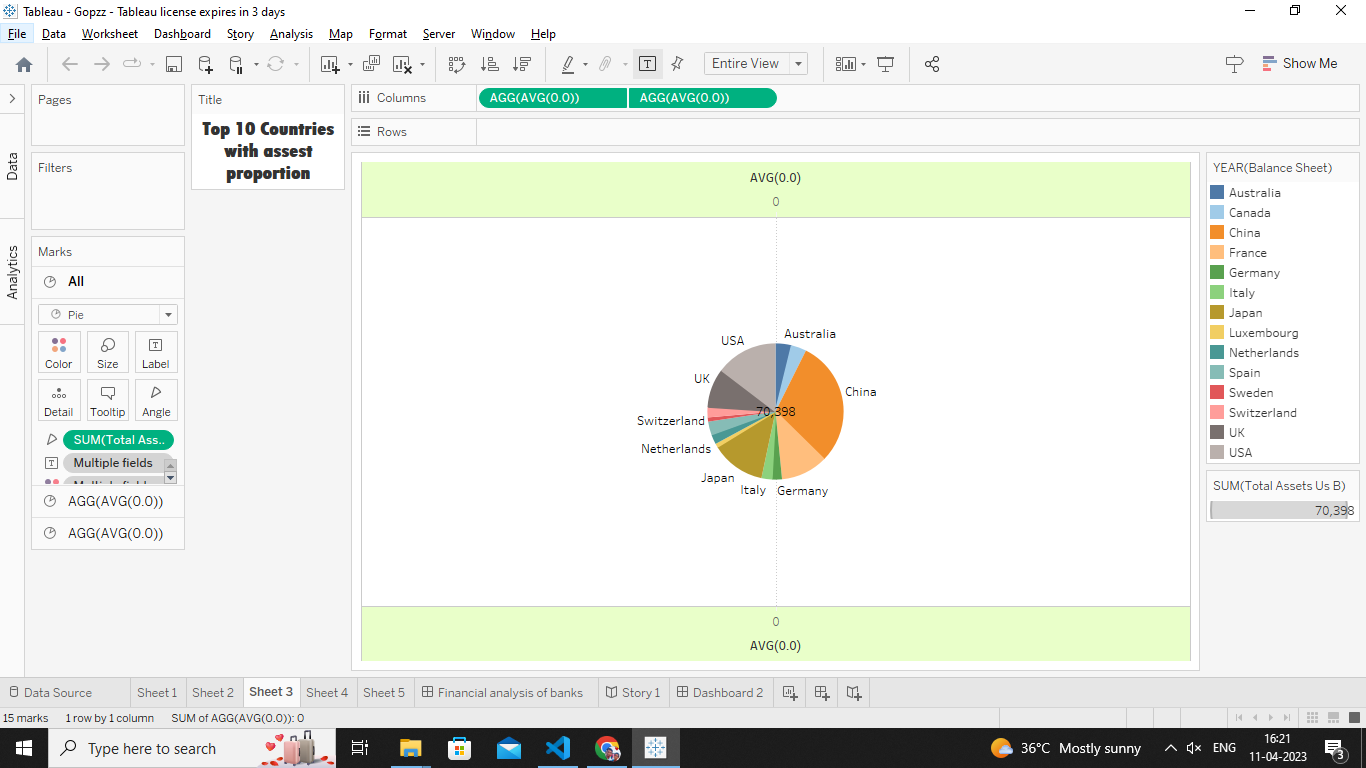 Tableau - Gopzz - Tableau license expires in 3 days
File Data Worksheet Dashboard Story Analysis Map Format Server Window Help
Entire View
Show Me
Data
Analytics
Pages
Filters
Marks
All
Pie
Color Size Label
Detail Tooltip Angle
SUM(Total Ass..
Multiple fields
AGG(AVG(0.0))
AGG(AVG(0.0))
Title
Top 10 Countries
with assest
proportion
Columns AGG(AVG(0.0)) AGG(AVG(0.0))
Rows
AVG(0.0)
0
Australia
USA
UK
China
70,398
Switzerland
Netherlands
Japan
Italy
Germany
0
AVG(0.0)
YEAR(Balance Sheet)
Australia
Canada
China
France
Germany
Italy
Japan
Luxembourg
Netherlands
Spain
Sweden
Switzerland
UK
USA
SUM(Total Assets Us B)
70,398
Data Source Sheet 1 Sheet 2 Sheet 3 Sheet 4 Sheet 5 Financial analysis of banks Story 1 Dashboard 2
15 marks 1 row by 1 column SUM of AGG(AVG(0.0)): 0
Type here to search
36°C Mostly sunny
ENG
16:21
11-04-2023
3